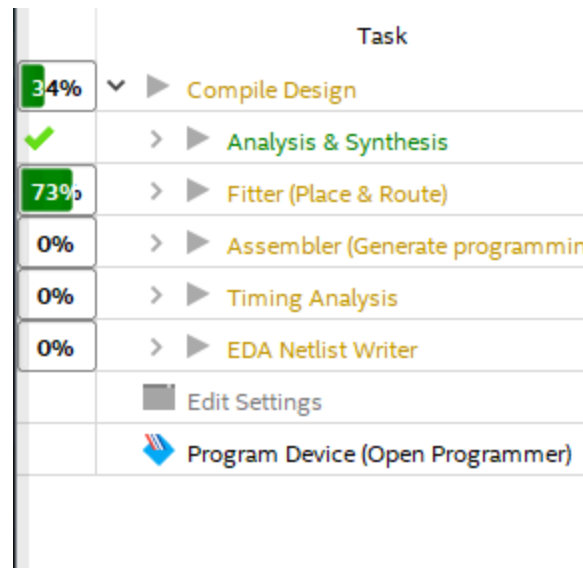 Task
34% Compile Design
Analysis & Synthesis
73% Fitter (Place & Route)
0% Assembler (Generate programmin
0% Timing Analysis
0% EDA Netlist Writer
Edit Settings
Program Device (Open Programmer)